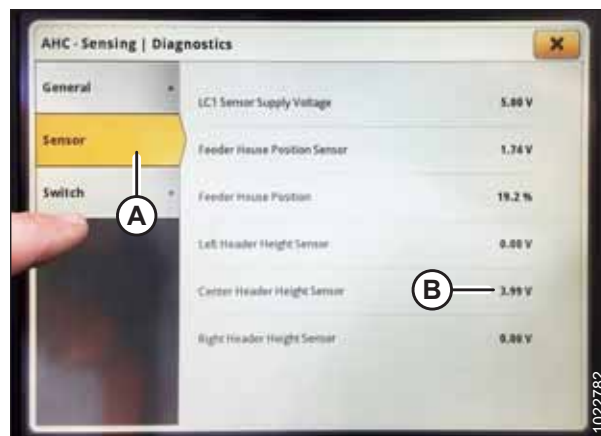 AHC - Sensing | Diagnostics
General
LC1 Sensor Supply Voltage 5.00 V
Sensor
Feeder House Position Sensor 1.74 V
A
Switch
Feeder House Position 19.2 %
Left Header Height Sensor 0.00 V
Center Header Height Sensor B 3.99 V
Right Header Height Sensor 0.00 V
1022782